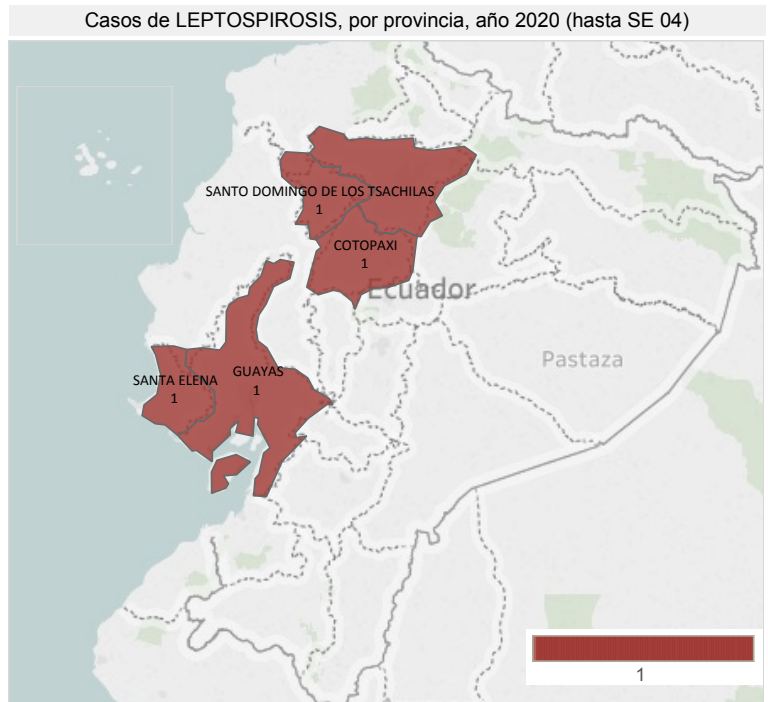 Casos de LEPTOSPIROSIS, por provincia, año 2020 (hasta SE 04)
SANTO DOMINGO DE LOS TSACHILAS
1
COTOPAXI
1
Ecuador
Pastaza
SANTA ELENA
1
GUAYAS
1
1